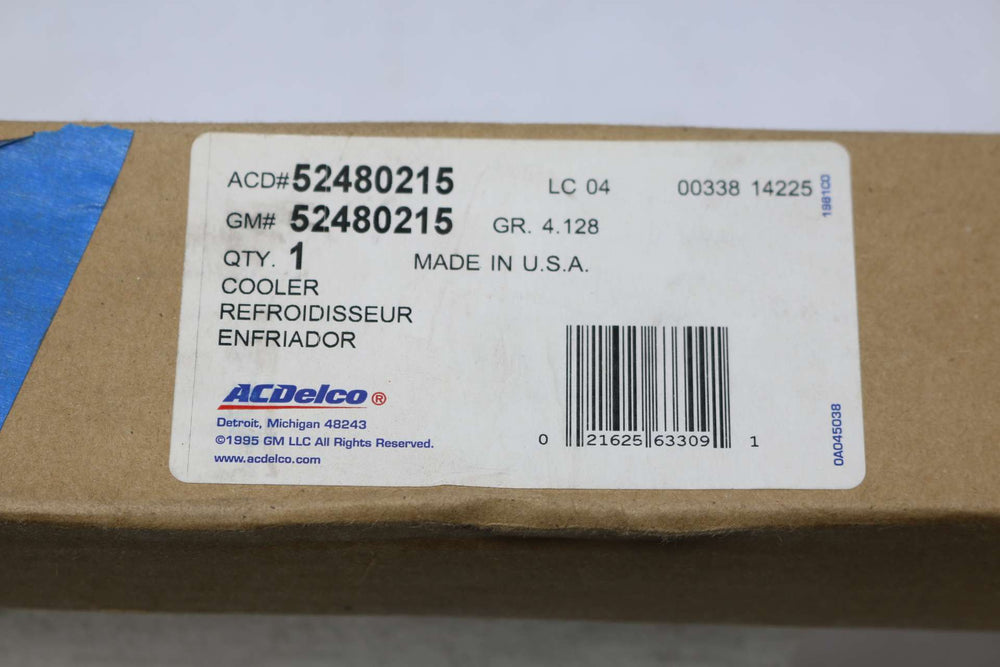 ACD# 52480215 LC 04 00338 14225
1981C0
GM# 52480215 GR. 4.128
QTY. 1 MADE IN U.S.A.
COOLER
REFROIDISSEUR
ENFRIADOR
ACDelco ®
Detroit, Michigan 48243
©1995 GM LLC All Rights Reserved.
www.acdelco.com
0 21625 63309 1
0A045038